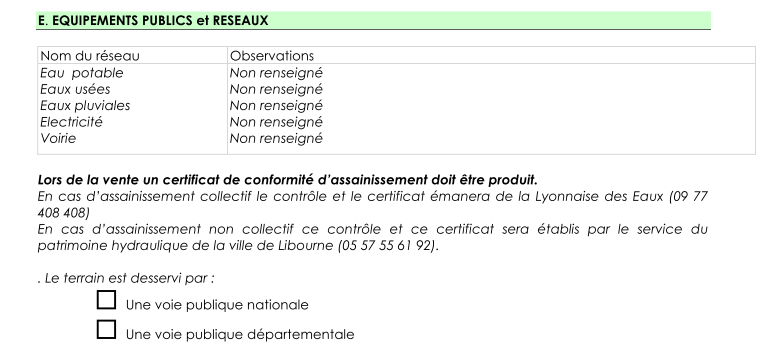 E. EQUIPEMENTS PUBLICS et RESEAUX
Nom du réseau Observations
Eau potable Non renseigné
Eaux usées Non renseigné
Eaux pluviales Non renseigné
Electricité Non renseigné
Voirie Non renseigné
Lors de la vente un certificat de conformité d'assainissement doit être produit.
En cas d'assainissement collectif le contrôle et le certificat émanera de la Lyonnaise des Eaux (09 77
408 408)
En cas d'assainissement non collectif ce contrôle et ce certificat sera établis par le service du
patrimoine hydraulique de la ville de Libourne (05 57 55 61 92).
. Le terrain est desservi par :
Une voie publique nationale
Une voie publique départementale